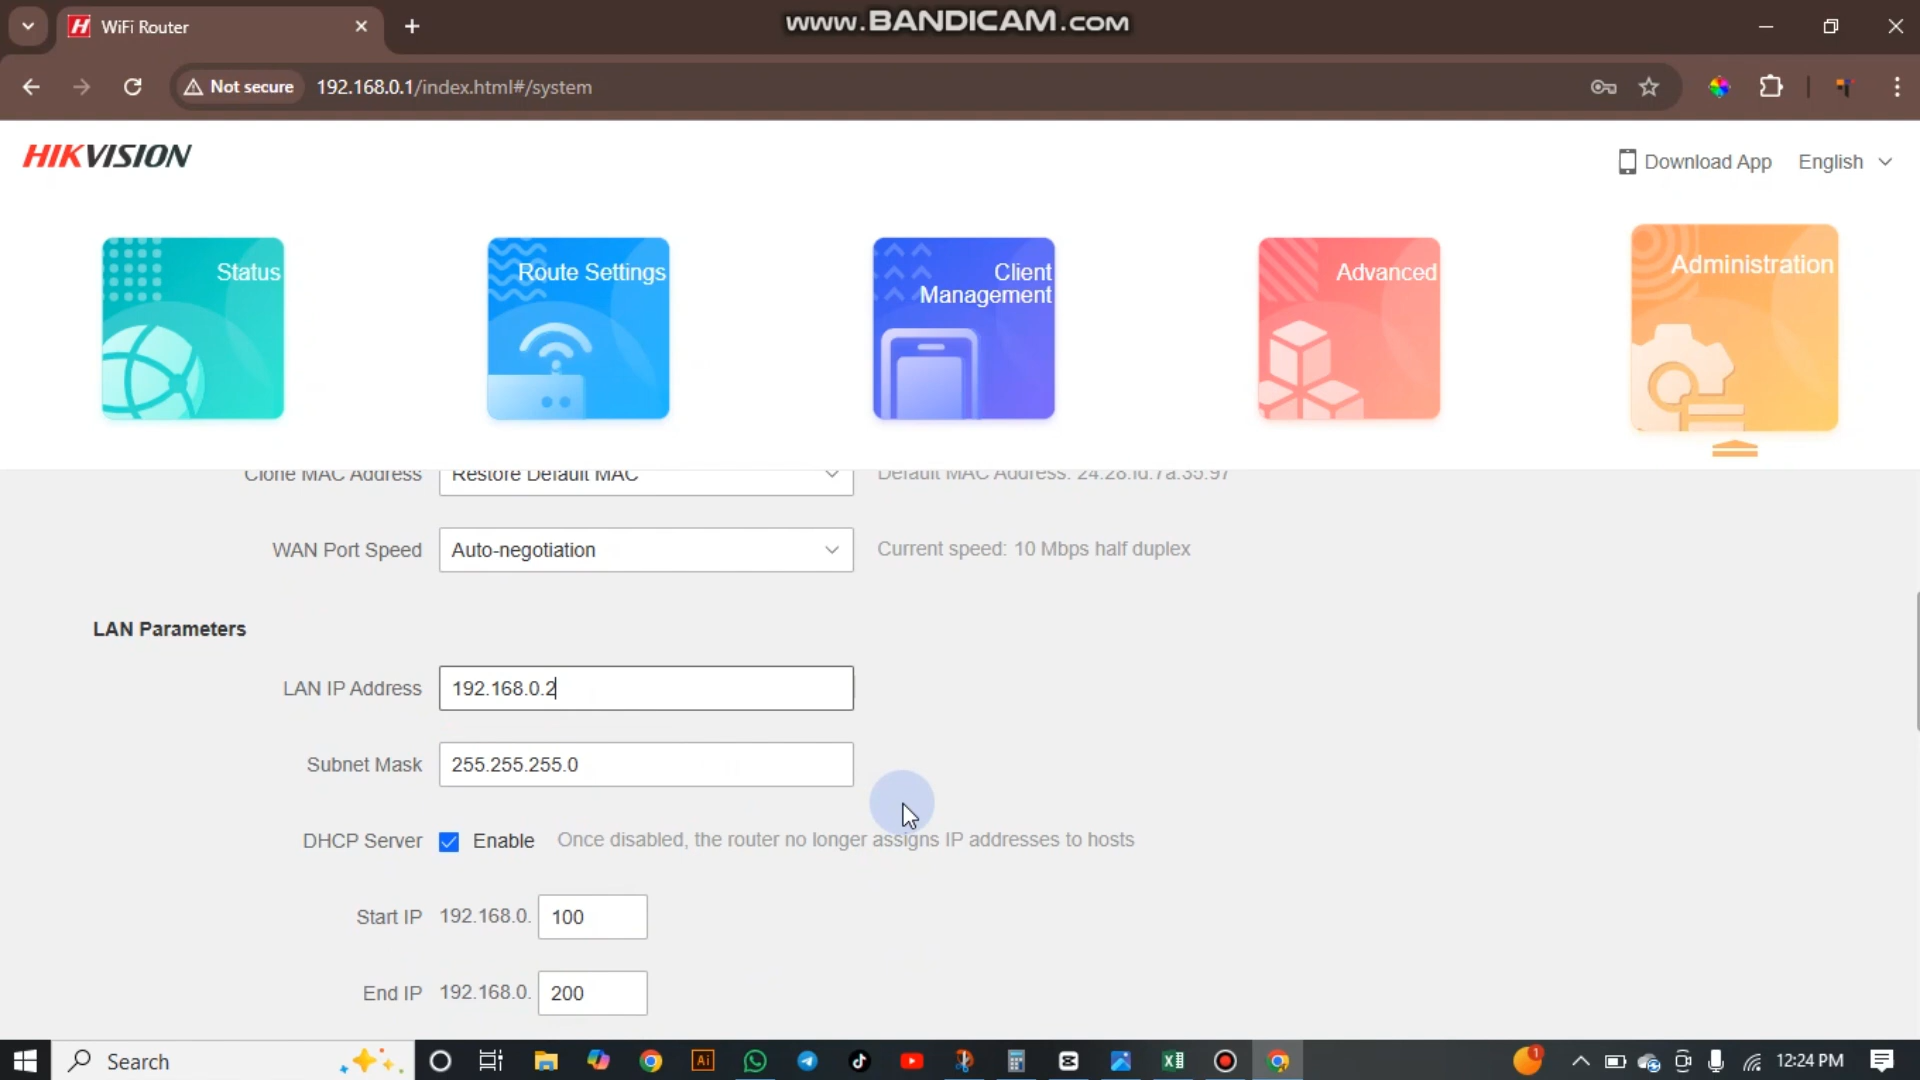 WiFi Router
www.BANDICAM.com
Not secure
192.168.0.1/index.html#/system
HIKVISION
Download App
English
Status
Route Settings
Client
Management
Advanced
Administration
Clone MAC Address
Restore Default MAC
WAN Port Speed
Auto-negotiation
Current speed: 10 Mbps half duplex
LAN Parameters
LAN IP Address
192.168.0.2
Subnet Mask
255.255.255.0
DHCP Server
Enable
Once disabled, the router no longer assigns IP addresses to hosts
Start IP
192.168.0.
100
End IP
192.168.0.
200
Search
Ai
1
12:24 PM